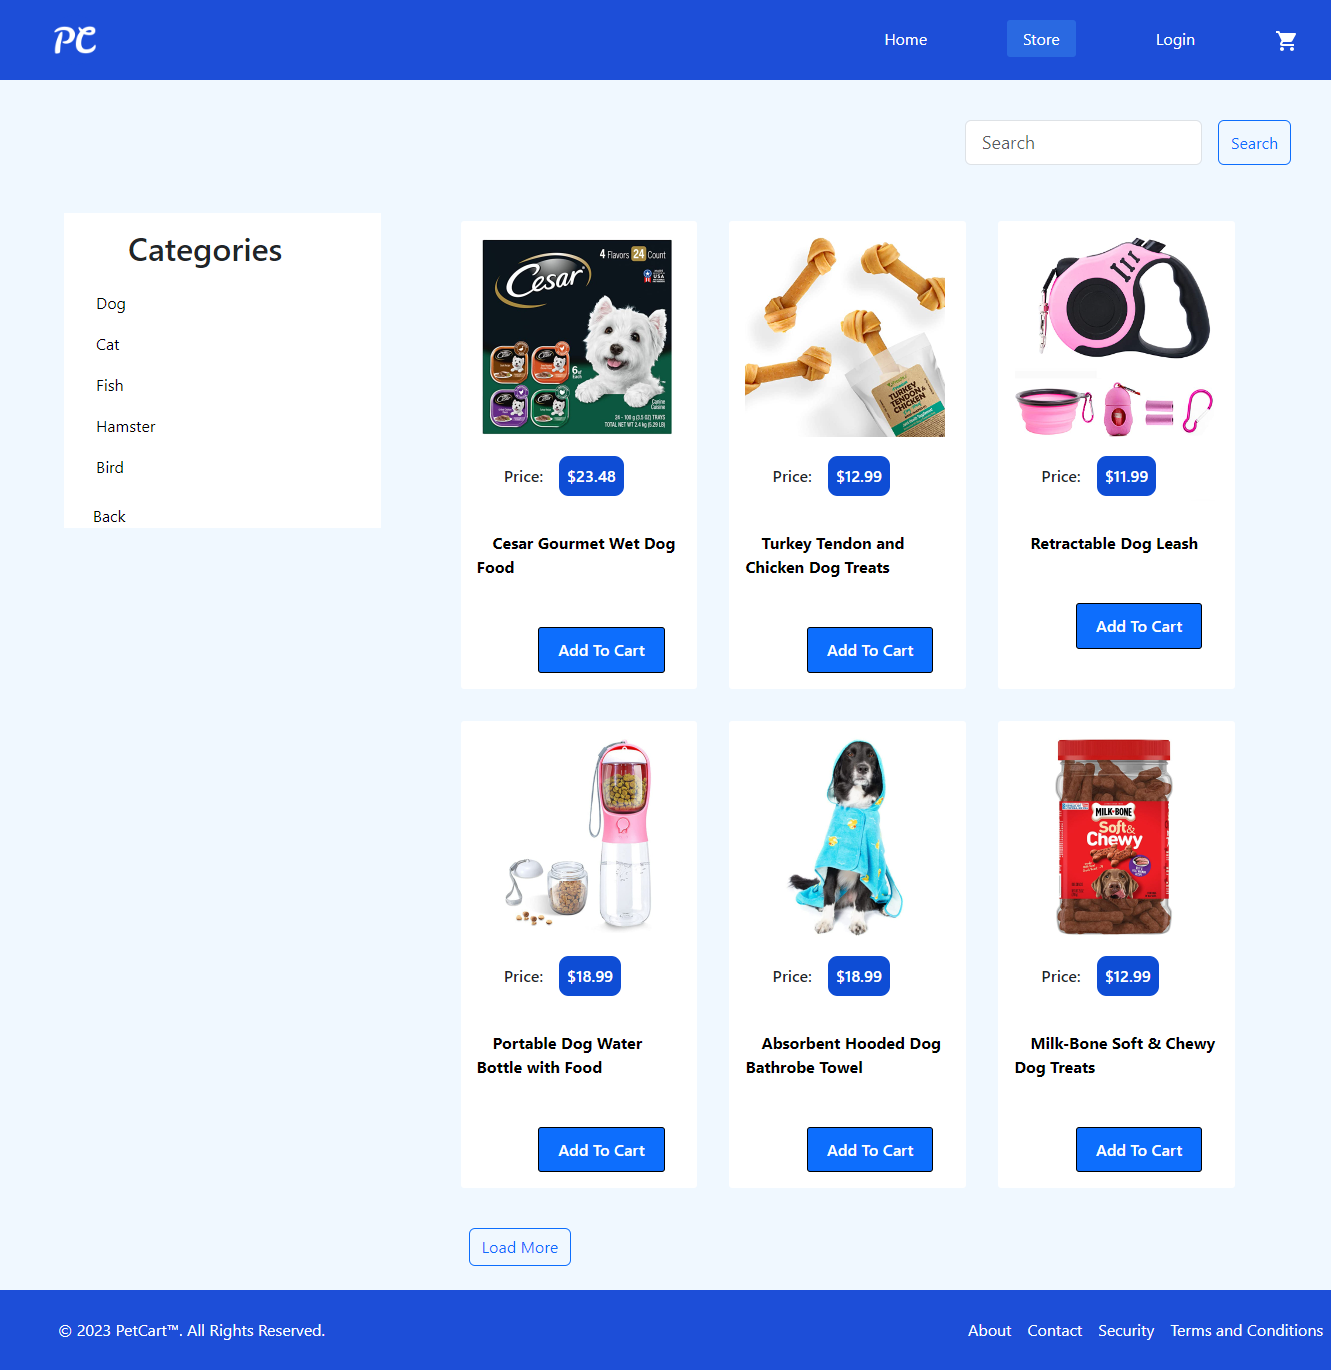 PC
Home
Store
Login
Search
Search
Categories
Dog
Cat
Fish
Hamster
Bird
Back
4 Flavors 24 Count
Cesar
Price: $23.48
Cesar Gourmet Wet Dog
Food
Add To Cart
TURKEY
TENDON &
CHICKEN
Price: $12.99
Turkey Tendon and
Chicken Dog Treats
Add To Cart
Price: $11.99
Retractable Dog Leash
Add To Cart
Price: $18.99
Portable Dog Water
Bottle with Food
Add To Cart
Price: $18.99
Absorbent Hooded Dog
Bathrobe Towel
Add To Cart
MILK-BONE
Soft &
Chewy
Price: $12.99
Milk-Bone Soft & Chewy
Dog Treats
Add To Cart
Load More
© 2023 PetCart™. All Rights Reserved.
About
Contact
Security
Terms and Conditions